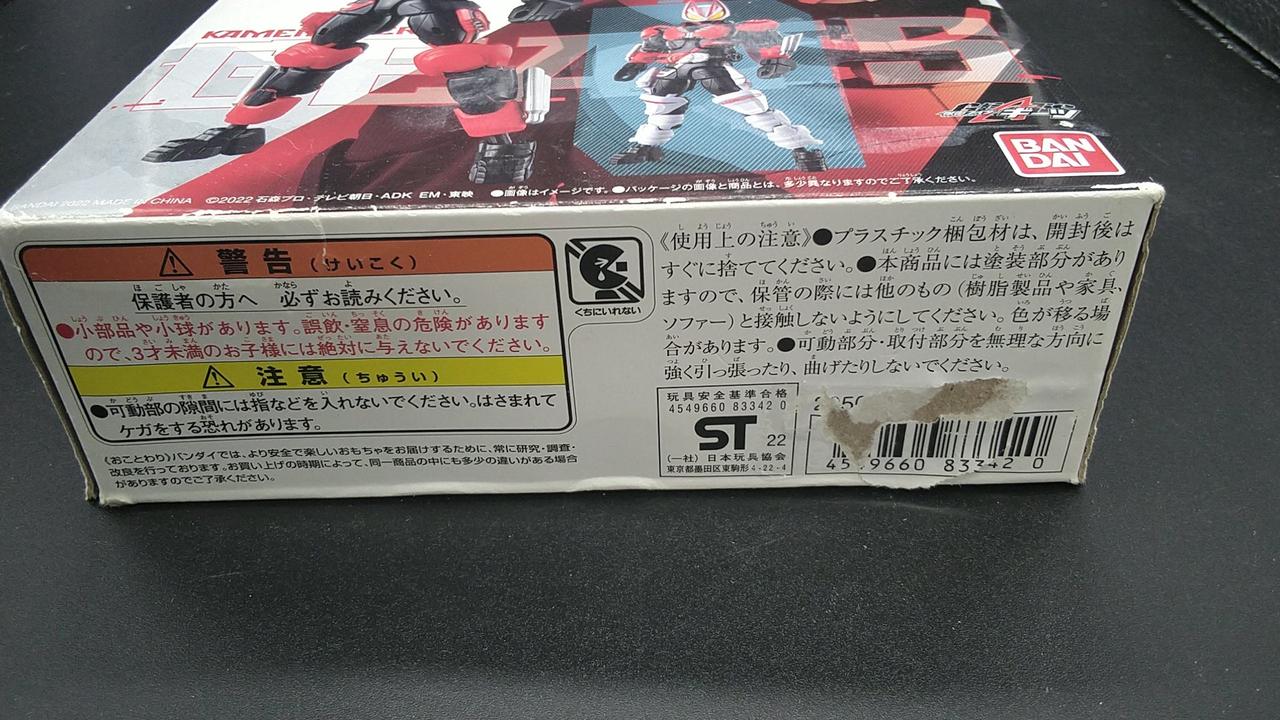 KAMEN
GEATS
BAN
DAI
BANDAI 2022 MADE IN CHINA ©2022 石森プロ・テレビ朝日・ADK EM・東映 ●画像はイメージです。●パッケージの画像と商品とは、多少異なりますのでご了承ください。
警告(けいこく)
保護者の方へ 必ずお読みください。
●小部品や小球があります。誤飲・窒息の危険があります
ので、3才未満のお子様には絶対に与えないでください。
注意(ちゅうい)
●可動部の隙間には指などを入れないでください。はさまれて
ケガをする恐れがあります。
くちにいれない
《おことわり》バンダイでは、より安全で楽しいおもちゃをお届けするために、常に研究・調査・
改良を行っております。お買い上げの時期によって、同一商品の中にも多少の違いがある場合
がありますのでご了承ください。
《使用上の注意》●プラスチック梱包材は、開封後は
すぐに捨ててください。●本商品には塗装部分があり
ますので、保管の際には他のもの(樹脂製品や家具、
ソファー)と接触しないようにしてください。色が移る場
合があります。●可動部分・取付部分を無理な方向に
強く引っ張ったり、曲げたりしないでください。
玩具安全基準合格
4549660 83342 0
ST 22
(一社)日本玩具協会
東京都墨田区東駒形4-22-4
4549660 83342 0